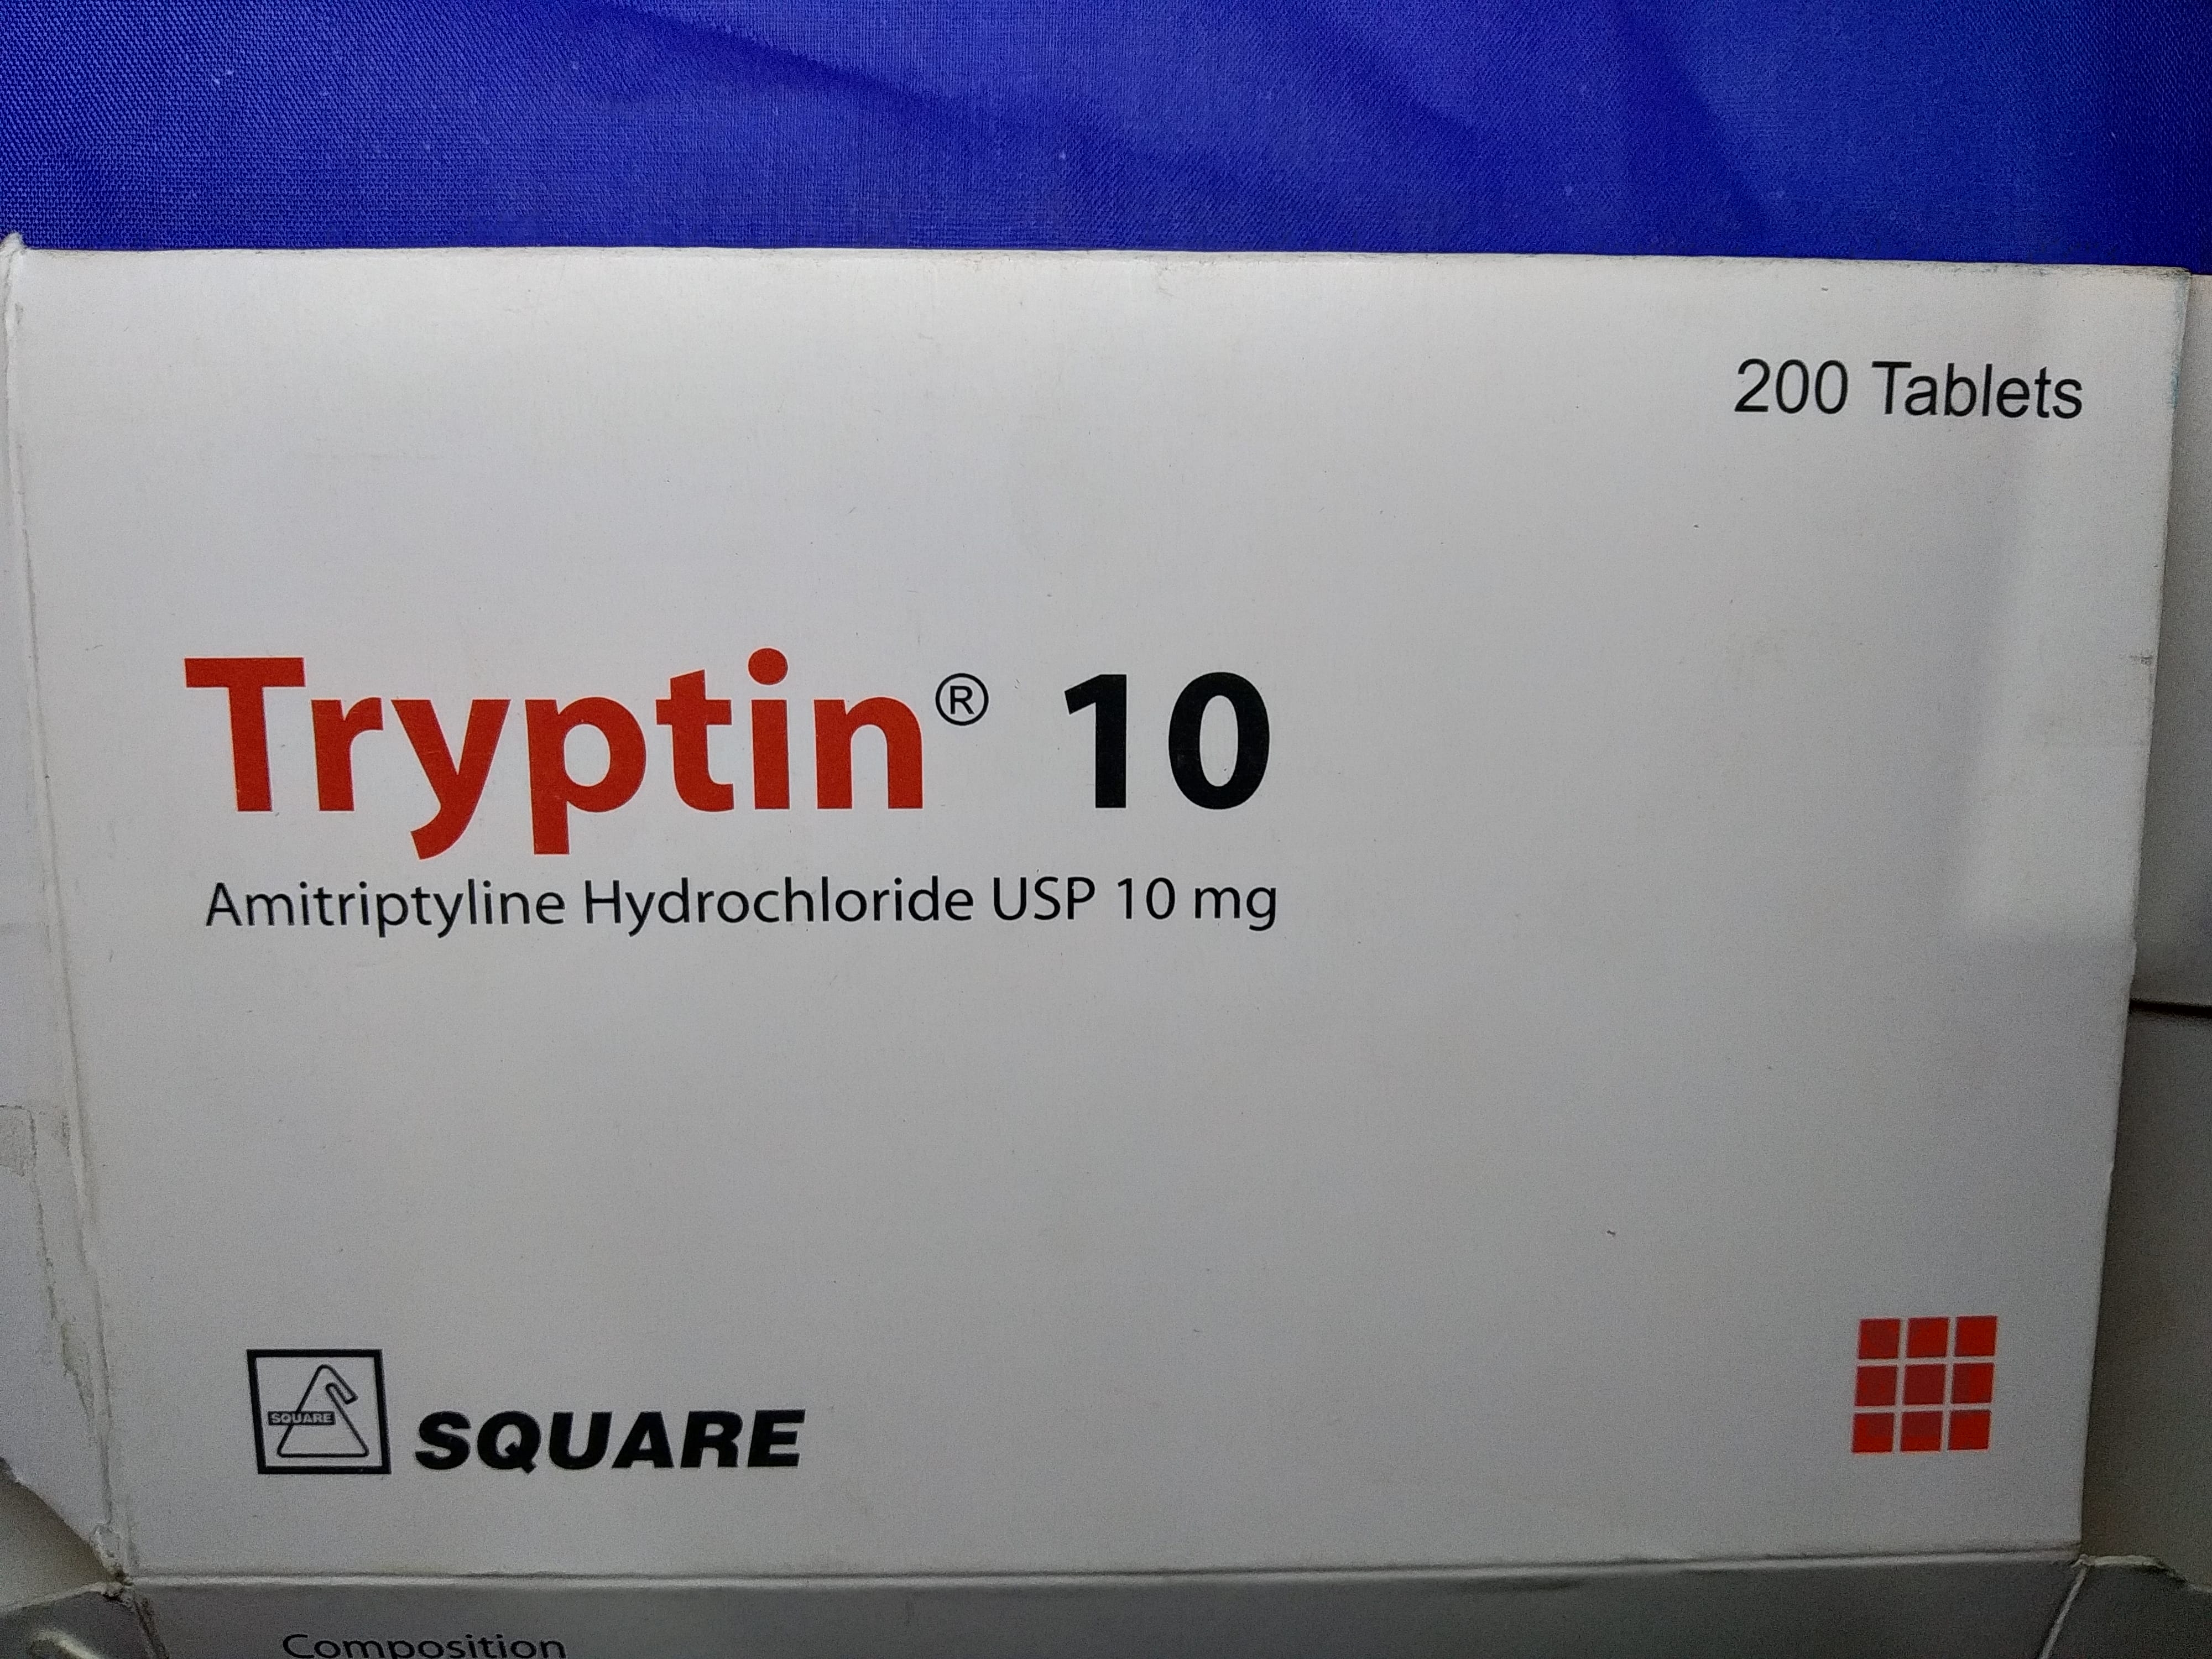 200 Tablets
Tryptin® 10
Amitriptyline Hydrochloride USP 10 mg
SQUARE
SQUARE
Composition